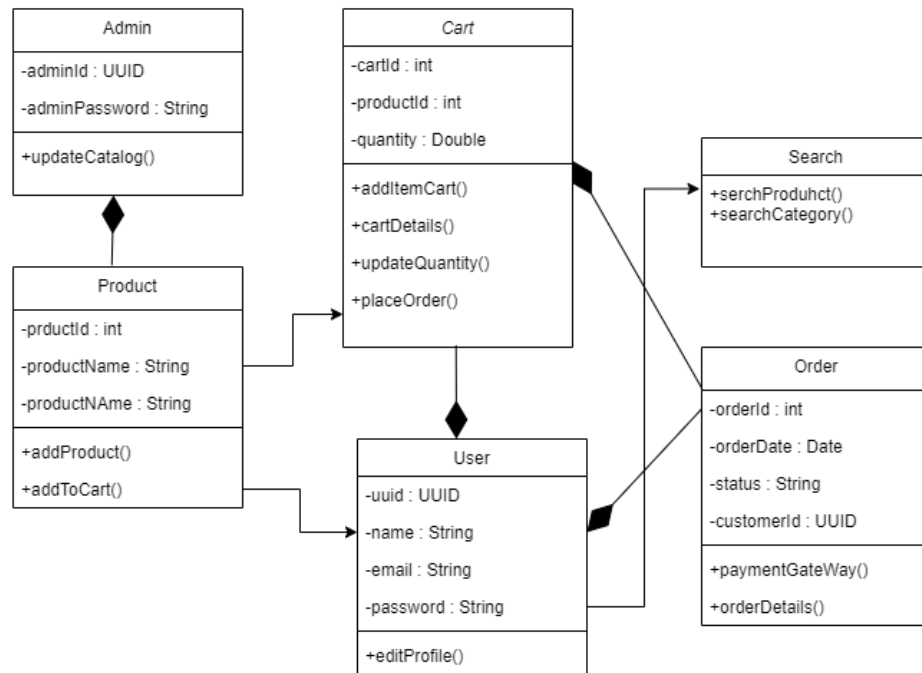 Admin
-adminId : UUID
-adminPassword : String
+updateCatalog()
Cart
-cartId : int
-productId : int
-quantity : Double
+addItemCart()
+cartDetails()
+updateQuantity()
+placeOrder()
Search
+serchProduhct()
+searchCategory()
Product
-prductId : int
-productName : String
-productNAme : String
+addProduct()
+addToCart()
User
-uuid : UUID
-name : String
-email : String
-password : String
+editProfile()
Order
-orderId : int
-orderDate : Date
-status : String
-customerId : UUID
+paymentGateWay()
+orderDetails()